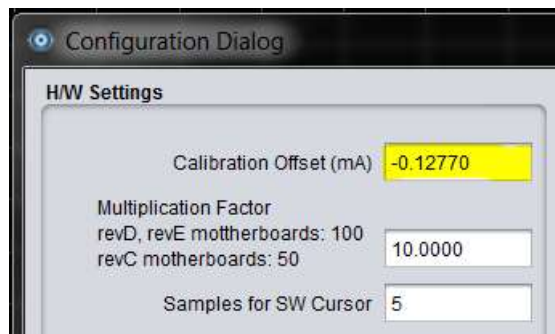 Configuration Dialog
H/W Settings
Calibration Offset (mA) -0.12770
Multiplication Factor
revD, revE mottherboards: 100
revC motherboards: 50
10.0000
Samples for SW Cursor 5